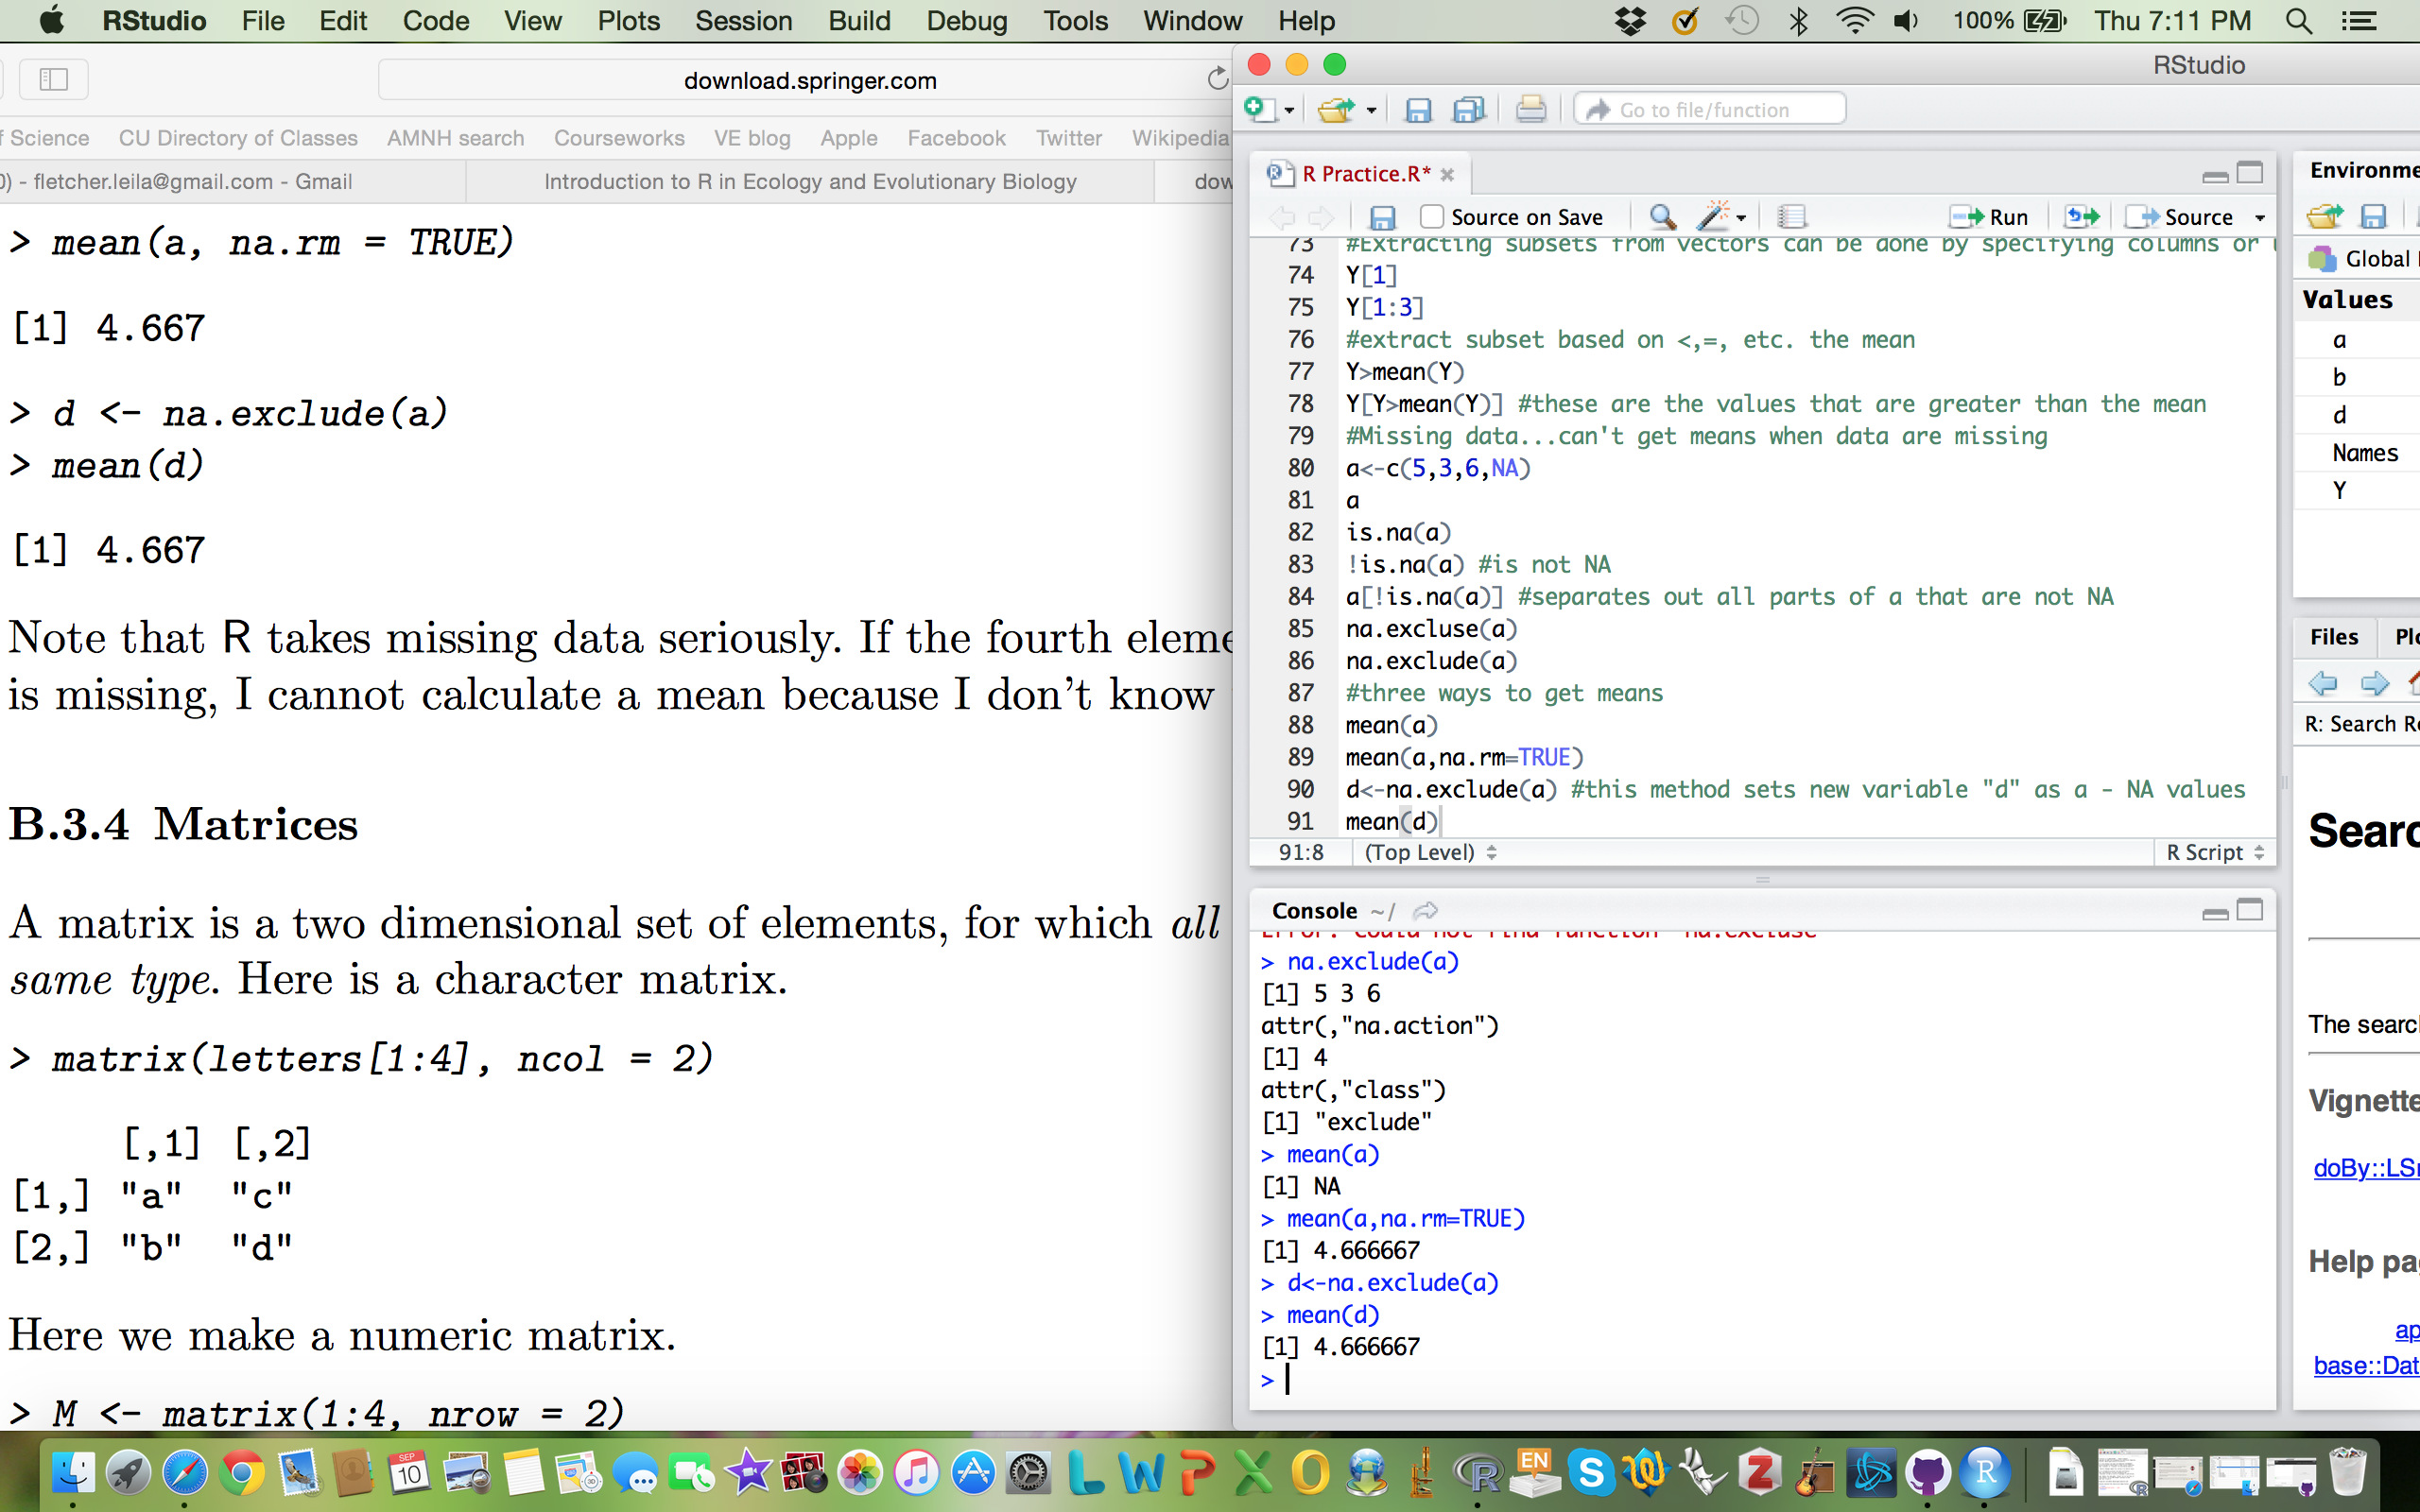 RStudio File Edit Code View Plots Session Build Debug Tools Window Help 100% Thu 7:11 PM
download.springer.com
Science CU Directory of Classes AMNH search Courseworks VE blog Apple Facebook Twitter Wikipedia
- fletcher.leila@gmail.com - Gmail
Introduction to R in Ecology and Evolutionary Biology
> mean(a, na.rm = TRUE)
[1] 4.667
> d <- na.exclude(a)
> mean(d)
[1] 4.667
Note that R takes missing data seriously. If the fourth eleme
is missing, I cannot calculate a mean because I don't know
B.3.4 Matrices
A matrix is a two dimensional set of elements, for which all
same type. Here is a character matrix.
> matrix(letters[1:4], ncol = 2)
[,1] [,2]
[1,] "a" "c"
[2,] "b" "d"
Here we make a numeric matrix.
> M <- matrix(1:4, nrow = 2)
RStudio
Go to file/function
R Practice.R*
Source on Save
Run
Source
73 #Extracting subsets from vectors can be done by specifying columns or
74 Y[1]
75 Y[1:3]
76 #extract subset based on <,=, etc. the mean
77 Y>mean(Y)
78 Y[Y>mean(Y)] #these are the values that are greater than the mean
79 #Missing data...can't get means when data are missing
80 a<-c(5,3,6,NA)
81 a
82 is.na(a)
83 !is.na(a) #is not NA
84 a[!is.na(a)] #separates out all parts of a that are not NA
85 na.excluse(a)
86 na.exclude(a)
87 #three ways to get means
88 mean(a)
89 mean(a,na.rm=TRUE)
90 d<-na.exclude(a) #this method sets new variable "d" as a - NA values
91 mean(d)
91:8 (Top Level) R Script
Console ~/
Error: could not find function "na.excluse"
> na.exclude(a)
[1] 5 3 6
attr(,"na.action")
[1] 4
attr(,"class")
[1] "exclude"
> mean(a)
[1] NA
> mean(a,na.rm=TRUE)
[1] 4.666667
> d<-na.exclude(a)
> mean(d)
[1] 4.666667
>
Environme
Global
Values
a
b
d
Names
Y
Files Plo
R: Search Re
Searc
The searc
Vignette
doBy::LS
Help pa
ap
base::Dat
SEP
10
EN